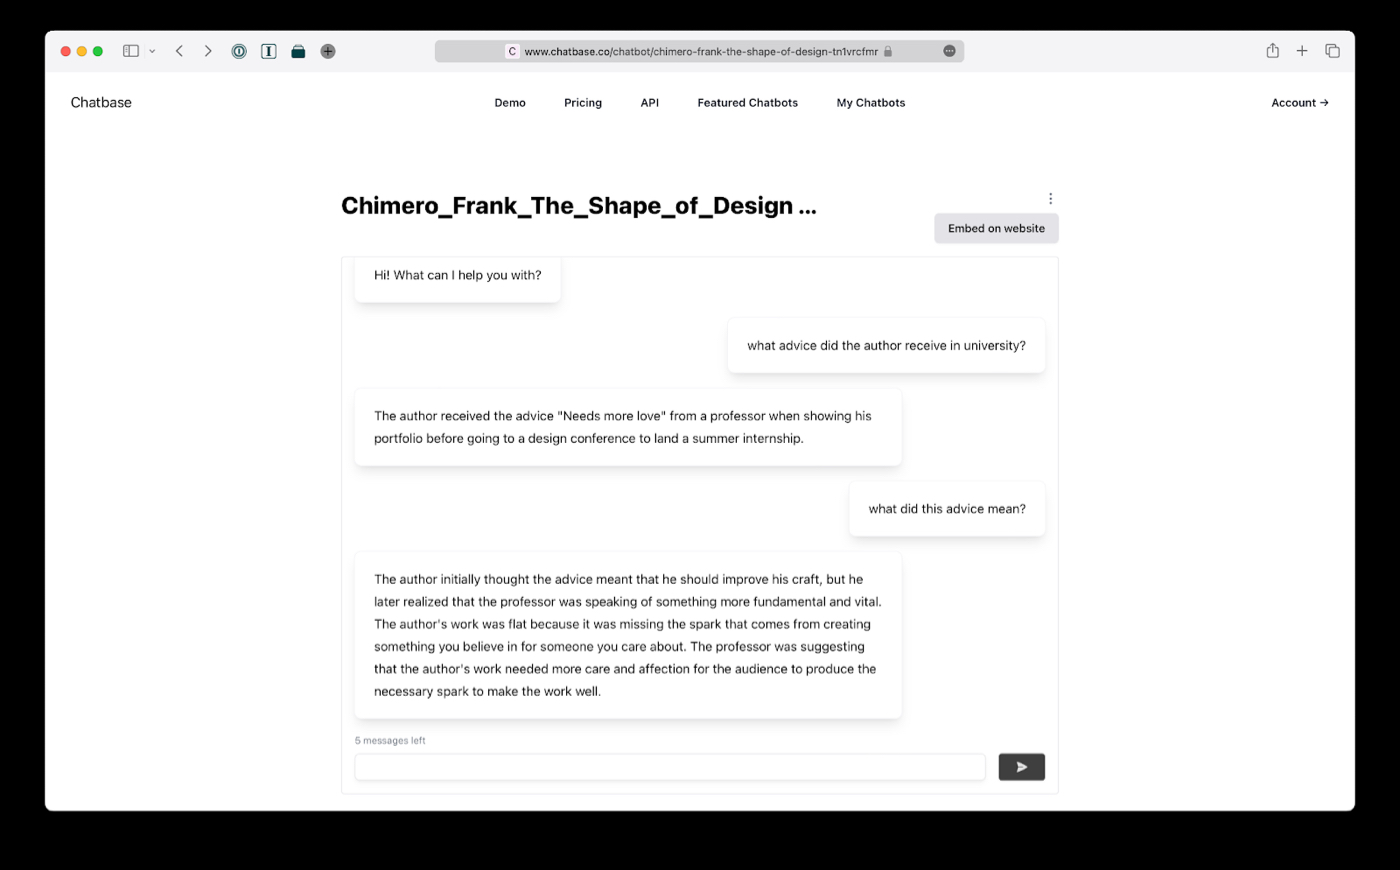 C www.chatbase.co/chatbot/chimero-frank-the-shape-of-design-tn1vrcfmr
Chatbase
Demo
Pricing
API
Featured Chatbots
My Chatbots
Account →
Chimero_Frank_The_Shape_of_Design ...
Embed on website
Hi! What can I help you with?
what advice did the author receive in university?
The author received the advice "Needs more love" from a professor when showing his
portfolio before going to a design conference to land a summer internship.
what did this advice mean?
The author initially thought the advice meant that he should improve his craft, but he
later realized that the professor was speaking of something more fundamental and vital.
The author's work was flat because it was missing the spark that comes from creating
something you believe in for someone you care about. The professor was suggesting
that the author's work needed more care and affection for the audience to produce the
necessary spark to make the work well.
5 messages left